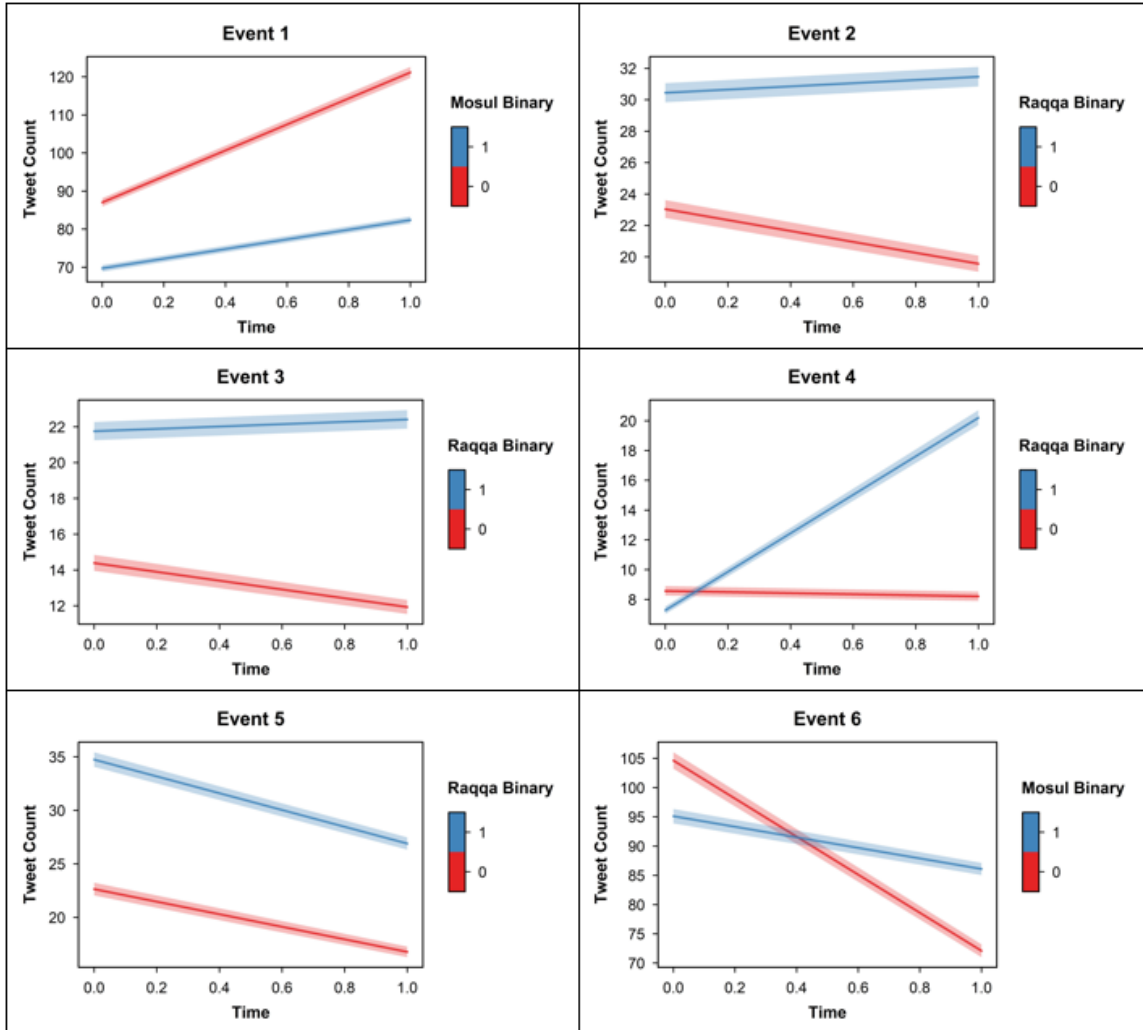 Event 1
120
110
100
90
80
70
Tweet Count
0.0 0.2 0.4 0.6 0.8 1.0
Time
Mosul Binary
1
0
Event 2
32
30
28
26
24
22
20
Tweet Count
0.0 0.2 0.4 0.6 0.8 1.0
Time
Raqqa Binary
1
0
Event 3
22
20
18
16
14
12
Tweet Count
0.0 0.2 0.4 0.6 0.8 1.0
Time
Raqqa Binary
1
0
Event 4
20
18
16
14
12
10
8
Tweet Count
0.0 0.2 0.4 0.6 0.8 1.0
Time
Raqqa Binary
1
0
Event 5
35
30
25
20
Tweet Count
0.0 0.2 0.4 0.6 0.8 1.0
Time
Raqqa Binary
1
0
Event 6
105
100
95
90
85
80
75
70
Tweet Count
0.0 0.2 0.4 0.6 0.8 1.0
Time
Mosul Binary
1
0